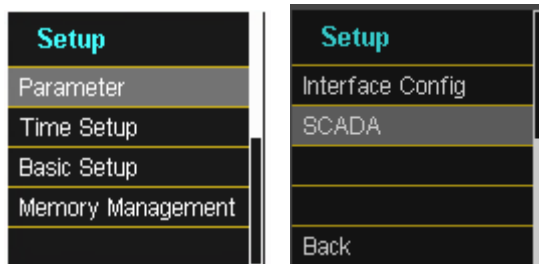 Setup
Parameter
Time Setup
Basic Setup
Memory Management
Setup
Interface Config
SCADA
Back